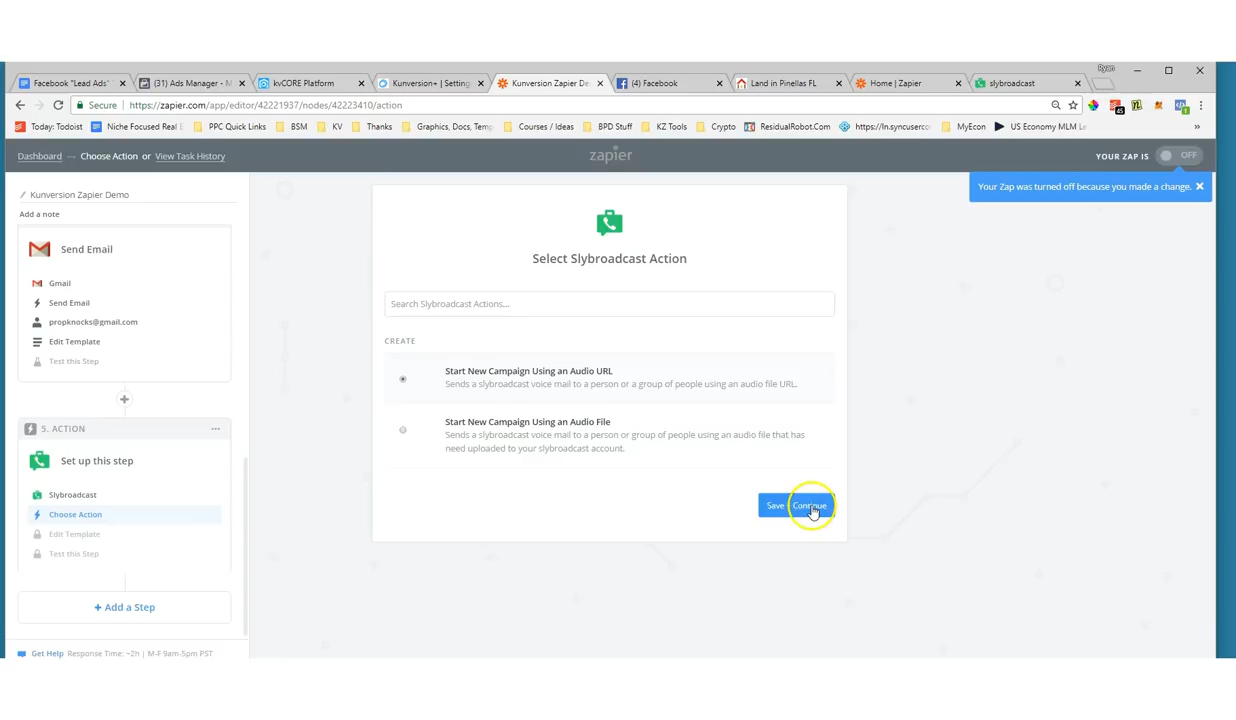 Ryan
Facebook "Lead Ads"
(31) Ads Manager - M
kvCORE Platform
Kunversion+ | Setting
Kunversion Zapier De
(4) Facebook
Land in Pinellas FL
Home | Zapier
slybroadcast
Secure | https://zapier.com/app/editor/42221937/nodes/42223410/action
45
1
Today: Todoist
Niche Focused Real E
PPC Quick Links
BSM
KV
Thanks
Graphics, Docs, Temp
Courses / Ideas
BPD Stuff
KZ Tools
Crypto
ResidualRobot.Com
https://ln.syncuserco
MyEcon
US Economy MLM Le
»
Dashboard → Choose Action or View Task History
zapier
YOUR ZAP IS
OFF
Your Zap was turned off because you made a change.
Kunversion Zapier Demo
Add a note
Send Email
Gmail
Send Email
propknocks@gmail.com
Edit Template
Test this Step
5. ACTION
Set up this step
Slybroadcast
Choose Action
Edit Template
Test this Step
+ Add a Step
Get Help Response Time: ~2h | M-F 9am-5pm PST
Select Slybroadcast Action
Search Slybroadcast Actions...
CREATE
Start New Campaign Using an Audio URL
Sends a slybroadcast voice mail to a person or a group of people using an audio file URL.
Start New Campaign Using an Audio File
Sends a slybroadcast voice mail to a person or group of people using an audio file that has
need uploaded to your slybroadcast account.
Save + Continue